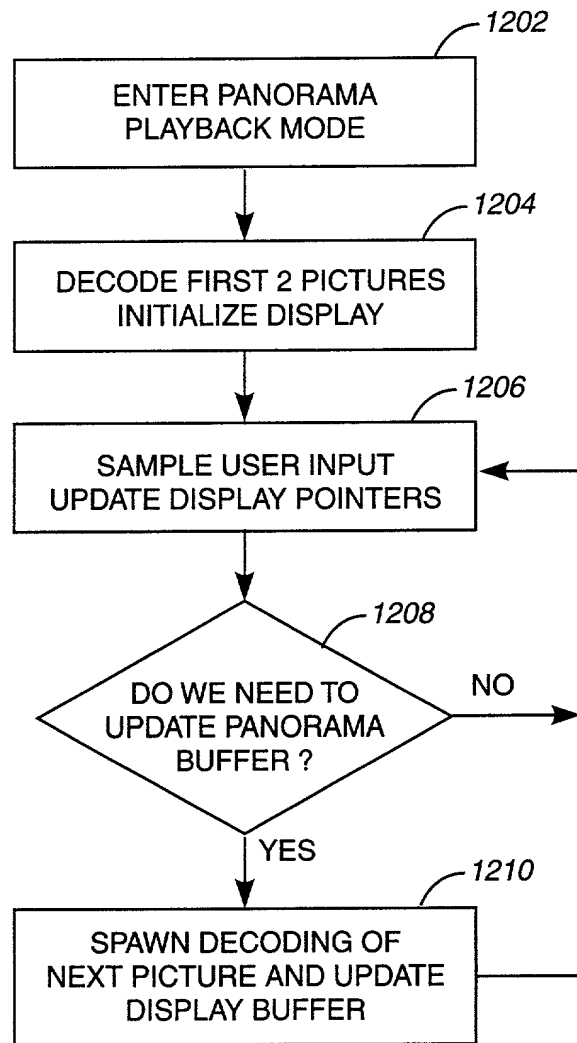 1202
ENTER PANORAMA
PLAYBACK MODE
1204
DECODE FIRST 2 PICTURES
INITIALIZE DISPLAY
1206
SAMPLE USER INPUT
UPDATE DISPLAY POINTERS
1208
DO WE NEED TO
UPDATE PANORAMA
BUFFER ?
NO
YES
1210
SPAWN DECODING OF
NEXT PICTURE AND UPDATE
DISPLAY BUFFER